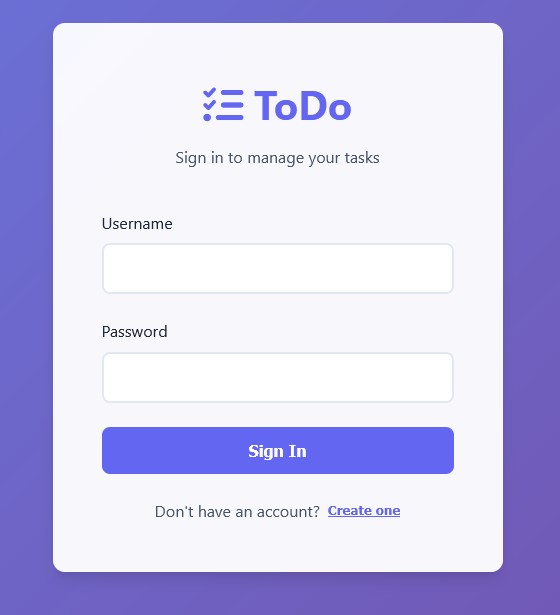 ToDo
Sign in to manage your tasks
Username
Password
Sign In
Don't have an account? Create one